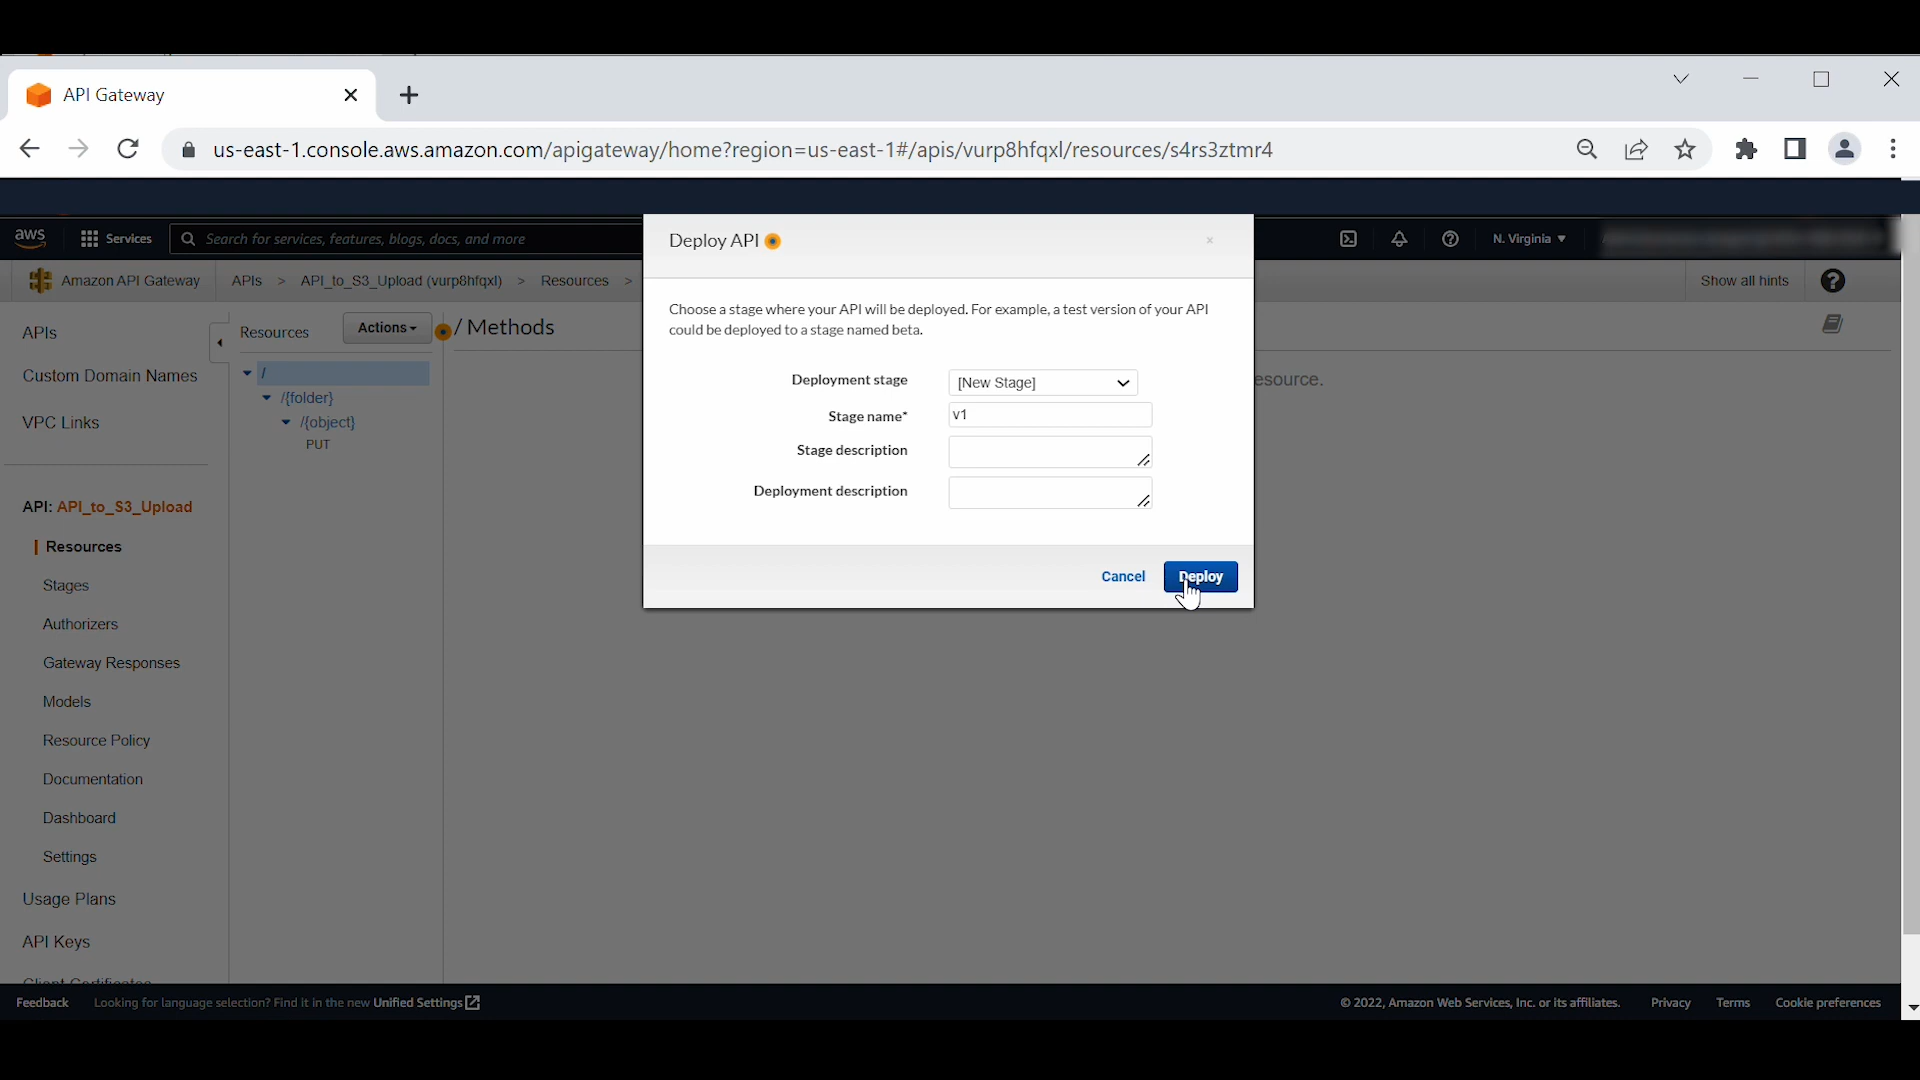 API Gateway
us-east-1.console.aws.amazon.com/apigateway/home?region=us-east-1#/apis/vurp8hfqxl/resources/s4rs3ztmr4
aws
Services
Search for services, features, blogs, docs, and more
N. Virginia
Amazon API Gateway
APIs
>
API_to_S3_Upload (vurp8hfqxl)
>
Resources
>
Show all hints
APIs
Custom Domain Names
VPC Links
API: API_to_S3_Upload
Resources
Stages
Authorizers
Gateway Responses
Models
Resource Policy
Documentation
Dashboard
Settings
Usage Plans
API Keys
Client Certificates
Resources
Actions
/ Methods
/
/{folder}
/{object}
PUT
esource.
Deploy API
×
Choose a stage where your API will be deployed. For example, a test version of your API
could be deployed to a stage named beta.
Deployment stage
[New Stage]
Stage name*
v1
Stage description
Deployment description
Cancel
Deploy
Feedback
Looking for language selection? Find it in the new Unified Settings
© 2022, Amazon Web Services, Inc. or its affiliates.
Privacy
Terms
Cookie preferences